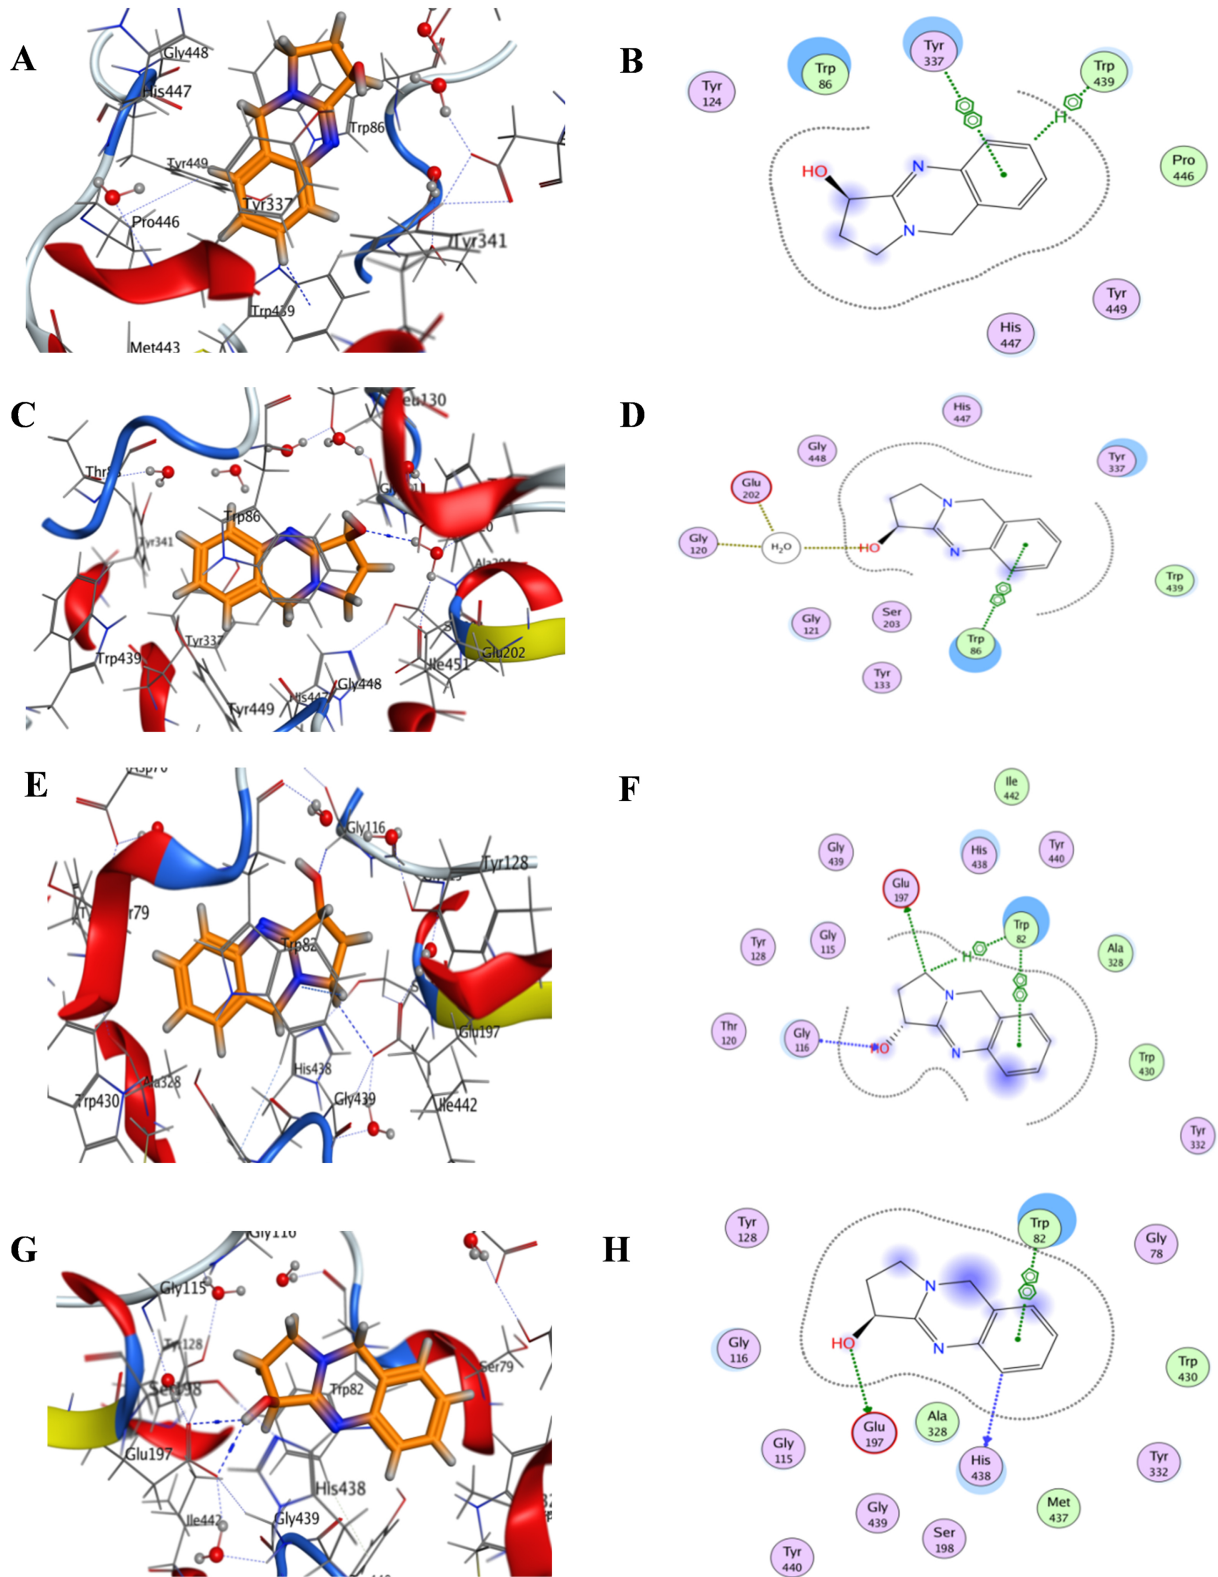 A
Gly448
His447
Trp86
Tyr449
Tyr337
Pro446
Tyr341
Trp439
Met443
B
Tyr
337
Trp
86
Trp
439
Tyr
124
H
Pro
446
HO
N
N
Tyr
449
His
447
C
Leu130
Thr83
Trp86
Tyr341
Tyr337
Trp439
Glu202
Ile451
Gly448
His447
Tyr449
D
His
447
Gly
448
Tyr
337
Glu
202
Gly
120
H₂O
HO
N
N
Trp
439
Ser
203
Gly
121
Trp
86
Tyr
133
E
Asp70
Gly116
Tyr128
Trp82
Glu197
His438
Ala328
Trp430
Gly439
Ile442
F
Ile
442
Gly
439
His
438
Tyr
440
Glu
197
Trp
82
Tyr
128
Gly
115
H
Ala
328
N
Thr
120
Gly
116
HO
N
Trp
430
Tyr
332
G
Gly116
Gly115
Tyr128
Ser79
Ser198
Trp82
Glu197
His438
Ile442
Gly439
H
Trp
82
Tyr
128
Gly
78
N
Gly
116
HO
N
Trp
430
Glu
197
Ala
328
Gly
115
His
438
Tyr
332
Gly
439
Met
437
Ser
198
Tyr
440